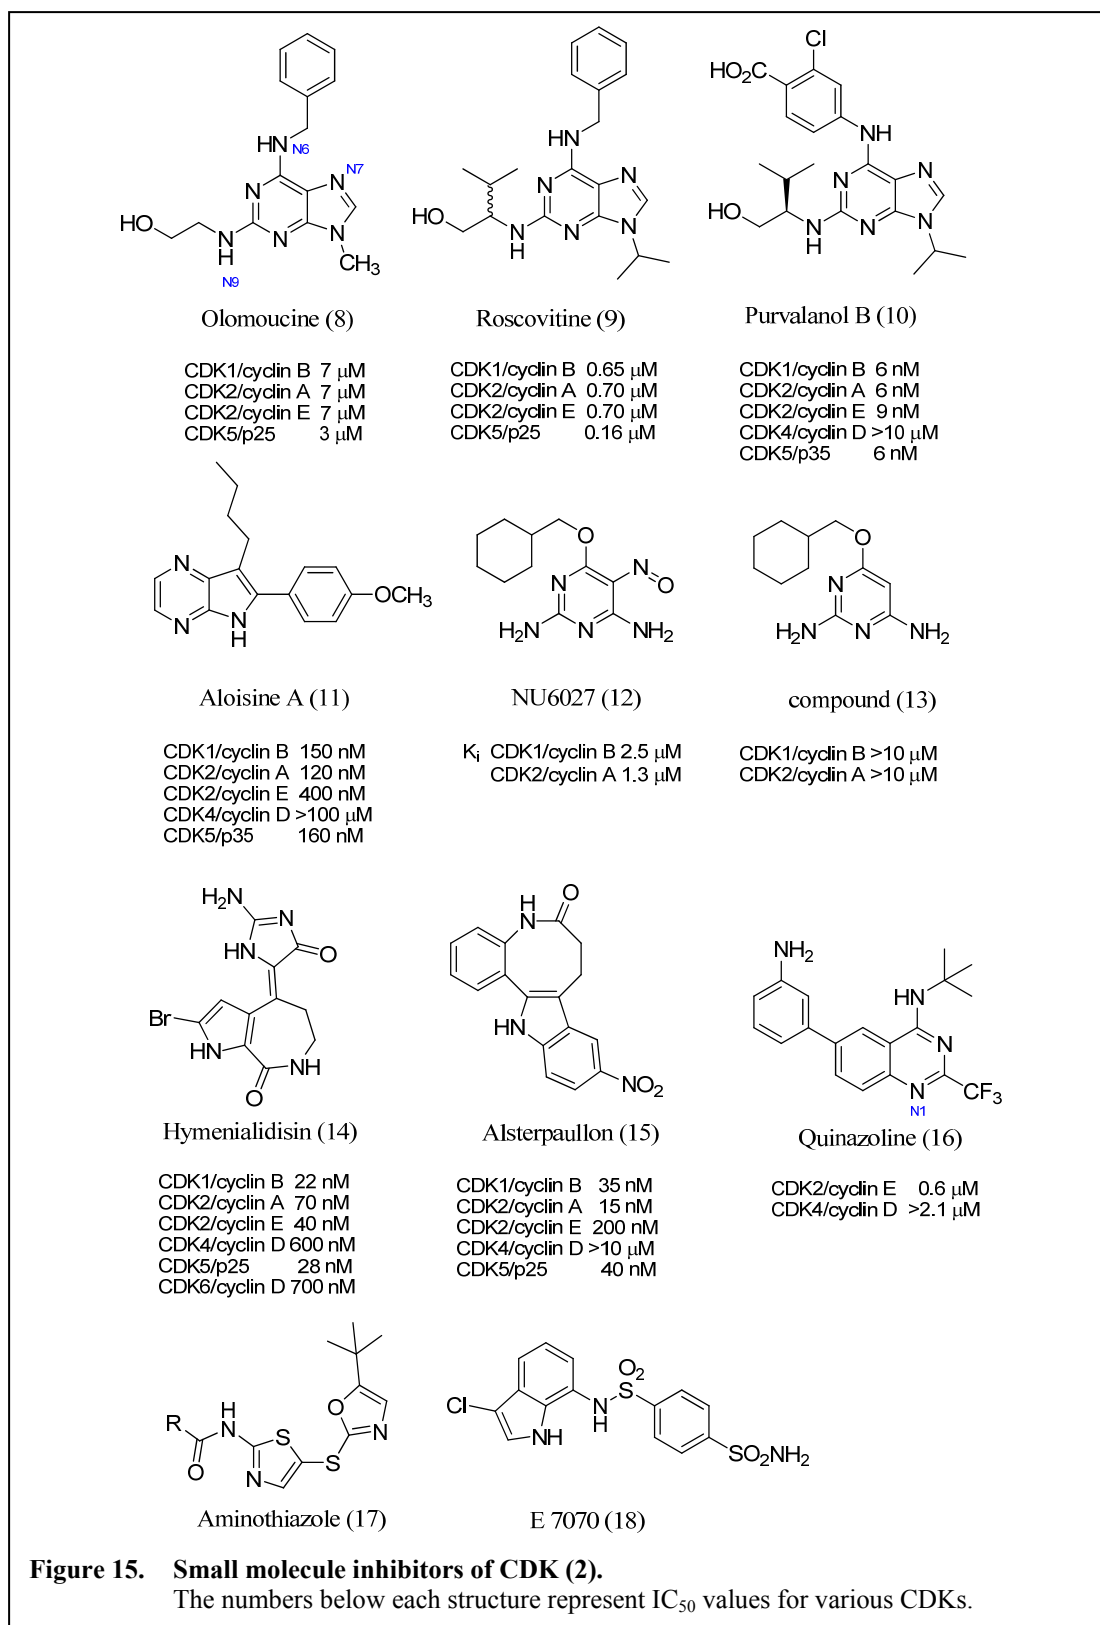 HN
N6
N7
N
N
N
N
HO
N
H
N9
CH₃
Olomoucine (8)
CDK1/cyclin B 7 µM
CDK2/cyclin A 7 µM
CDK2/cyclin E 7 µM
CDK5/p25 3 µM
HN
N
N
N
N
HO
N
H
Roscovitine (9)
CDK1/cyclin B 0.65 µM
CDK2/cyclin A 0.70 µM
CDK2/cyclin E 0.70 µM
CDK5/p25 0.16 µM
Cl
HO₂C
NH
N
N
N
N
HO
N
H
Purvalanol B (10)
CDK1/cyclin B 6 nM
CDK2/cyclin A 6 nM
CDK2/cyclin E 9 nM
CDK4/cyclin D >10 µM
CDK5/p35 6 nM
N
N
N
H
OCH₃
Aloisine A (11)
CDK1/cyclin B 150 nM
CDK2/cyclin A 120 nM
CDK2/cyclin E 400 nM
CDK4/cyclin D >100 µM
CDK5/p35 160 nM
O
N
O
N
N
H₂N
NH₂
NU6027 (12)
Kᵢ CDK1/cyclin B 2.5 µM
CDK2/cyclin A 1.3 µM
O
N
N
H₂N
NH₂
compound (13)
CDK1/cyclin B >10 µM
CDK2/cyclin A >10 µM
H₂N
N
HN
O
Br
N
H
NH
O
Hymenialidisin (14)
CDK1/cyclin B 22 nM
CDK2/cyclin A 70 nM
CDK2/cyclin E 40 nM
CDK4/cyclin D 600 nM
CDK5/p25 28 nM
CDK6/cyclin D 700 nM
H
N
O
HN
NO₂
Alsterpaullon (15)
CDK1/cyclin B 35 nM
CDK2/cyclin A 15 nM
CDK2/cyclin E 200 nM
CDK4/cyclin D >10 µM
CDK5/p25 40 nM
NH₂
HN
N
N
N1
CF₃
Quinazoline (16)
CDK2/cyclin E 0.6 µM
CDK4/cyclin D >2.1 µM
R
H
N
O
S
N
S
O
N
Aminothiazole (17)
Cl
NH
N
H
O₂
S
SO₂NH₂
E 7070 (18)
Figure 15. Small molecule inhibitors of CDK (2).
The numbers below each structure represent IC₅₀ values for various CDKs.